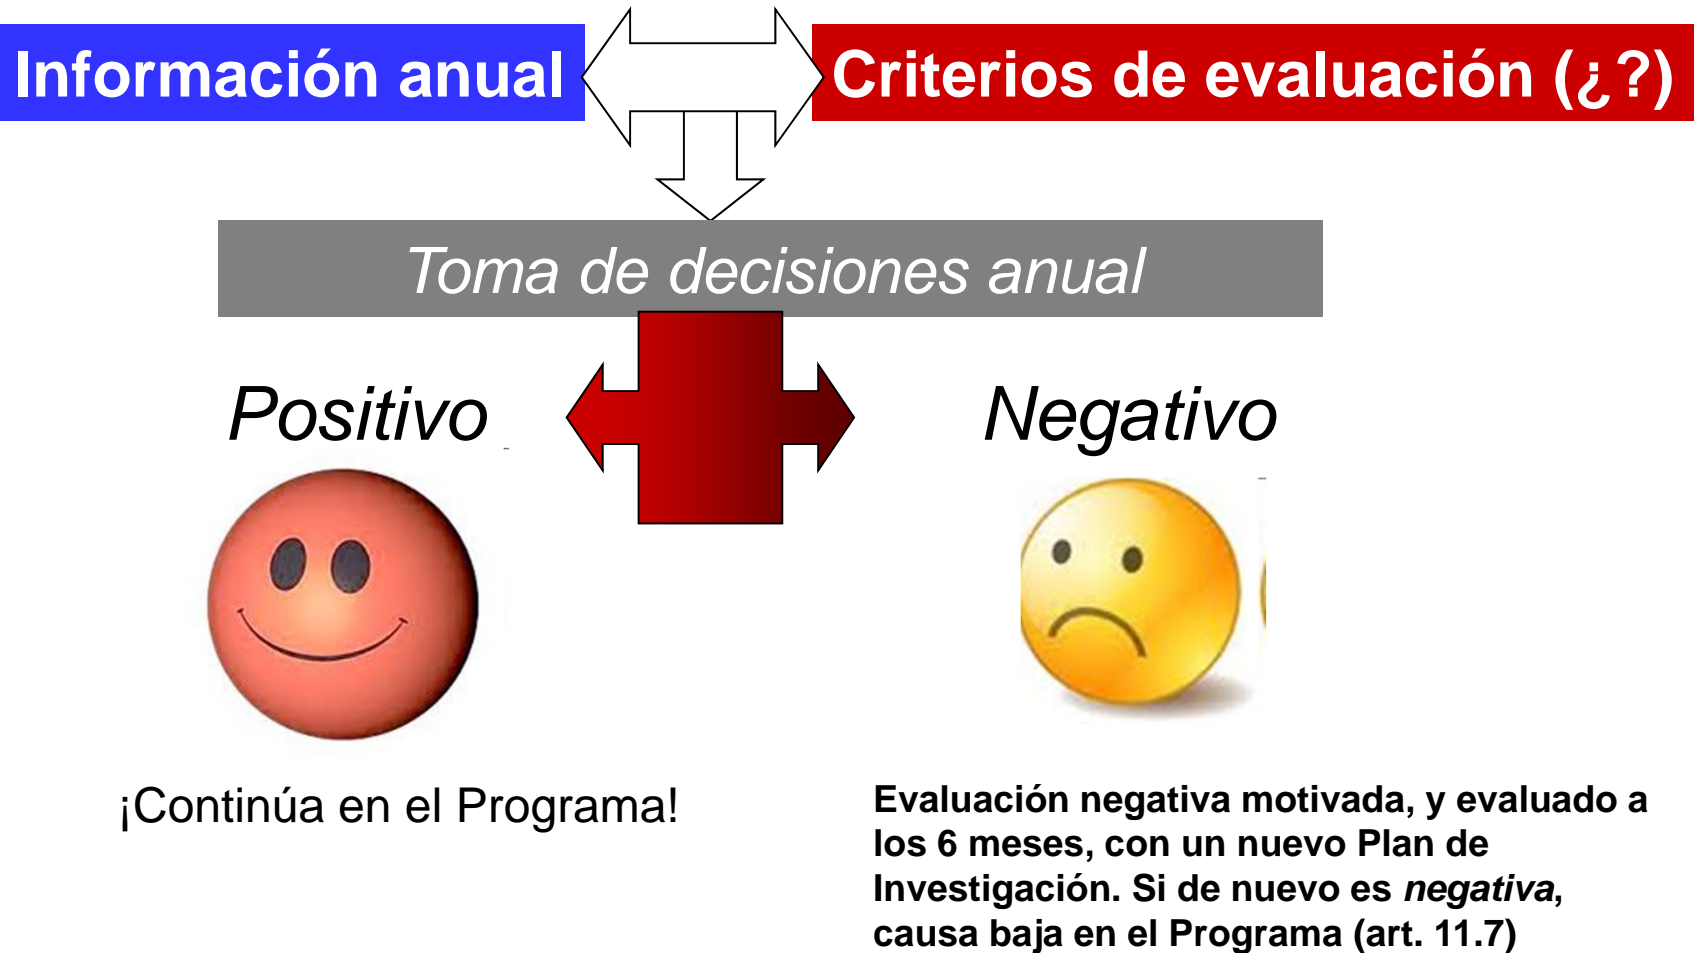 Información anual
Criterios de evaluación (¿?)
Toma de decisiones anual
Positivo
Negativo
¡Continúa en el Programa!
Evaluación negativa motivada, y evaluado a
los 6 meses, con un nuevo Plan de
Investigación. Si de nuevo es negativa,
causa baja en el Programa (art. 11.7)